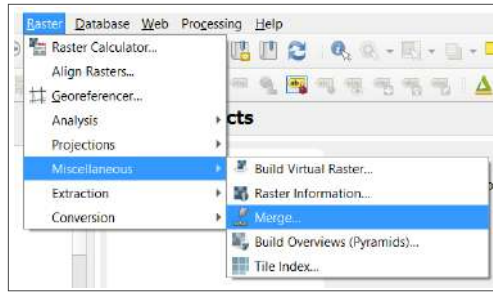 Raster Database Web Processing Help
Raster Calculator...
Align Rasters...
Georeferencer...
Analysis
cts
Projections
Miscellaneous
Build Virtual Raster...
Extraction
Raster Information...
Conversion
Merge...
Build Overviews (Pyramids)...
Tile Index...